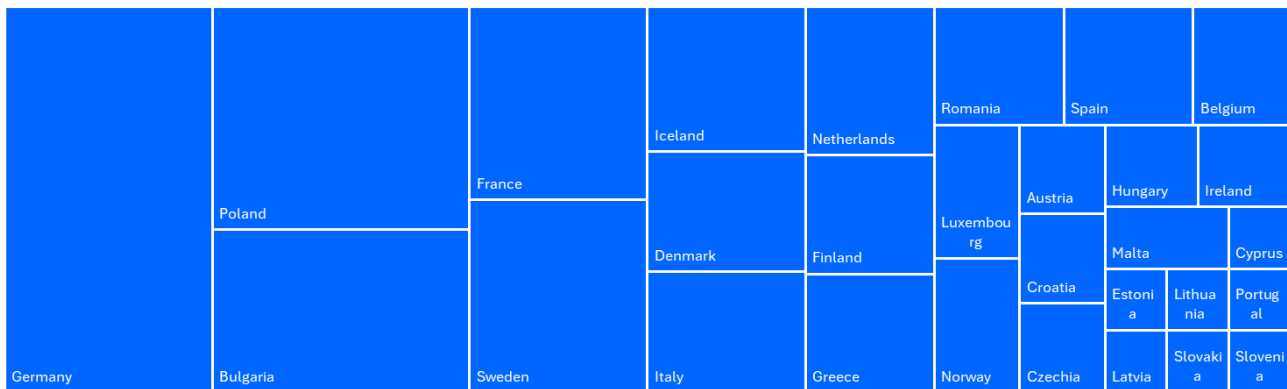 Germany
Poland
Bulgaria
France
Sweden
Iceland
Denmark
Italy
Netherlands
Finland
Greece
Romania
Spain
Belgium
Luxembou
rg
Norway
Austria
Croatia
Czechia
Hungary
Ireland
Malta
Cyprus
Estoni
a
Lithua
nia
Portug
al
Latvia
Slovaki
a
Sloveni
a